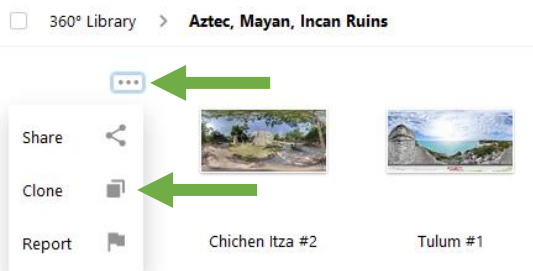 360° Library > Aztec, Mayan, Incan Ruins
Share
Clone
Report
Chichen Itza #2
Tulum #1